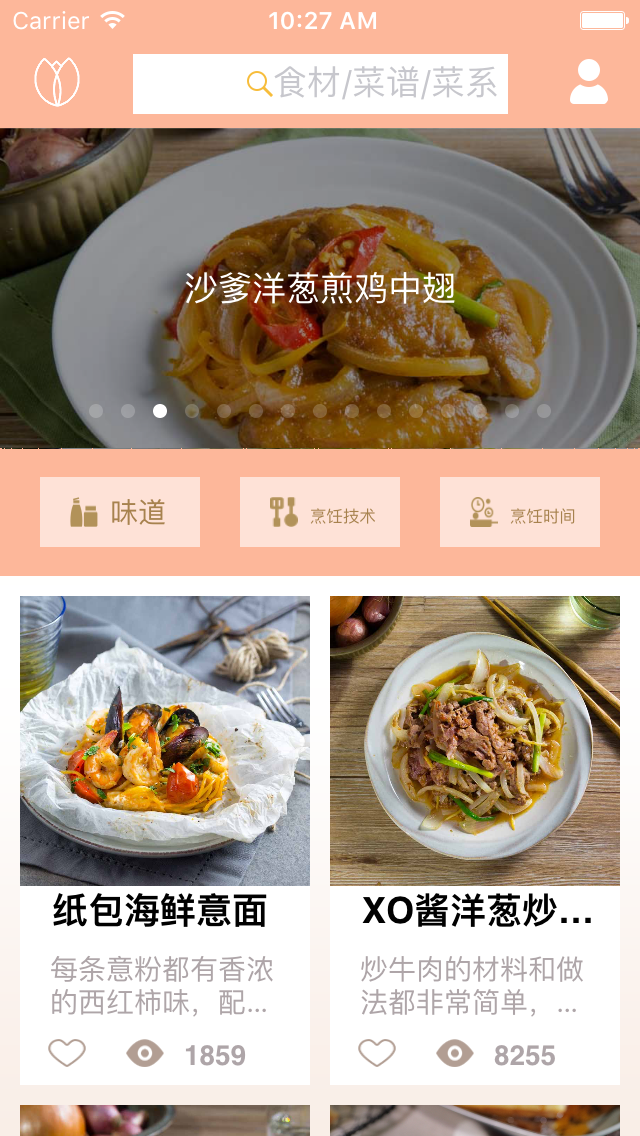 Carrier 10:27 AM
食材/菜谱/菜系
沙爹洋葱煎鸡中翅
味道 烹饪技术 烹饪时间
纸包海鲜意面
每条意粉都有香浓
的西红柿味，配...
1859
XO酱洋葱炒...
炒牛肉的材料和做
法都非常简单，...
8255